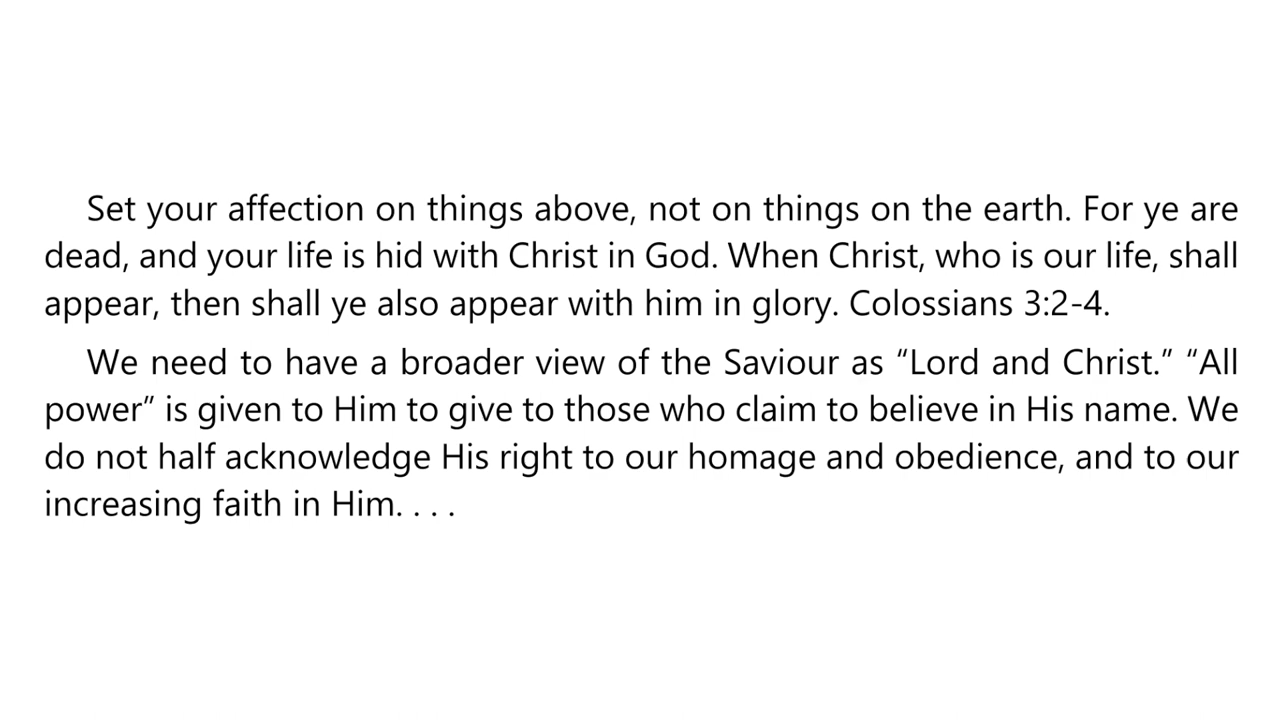 Set your affection on things above, not on things on the earth. For ye are
dead, and your life is hid with Christ in God. When Christ, who is our life, shall
appear, then shall ye also appear with him in glory. Colossians 3:2-4.
We need to have a broader view of the Saviour as “Lord and Christ.” “All
power” is given to Him to give to those who claim to believe in His name. We
do not half acknowledge His right to our homage and obedience, and to our
increasing faith in Him. . . .